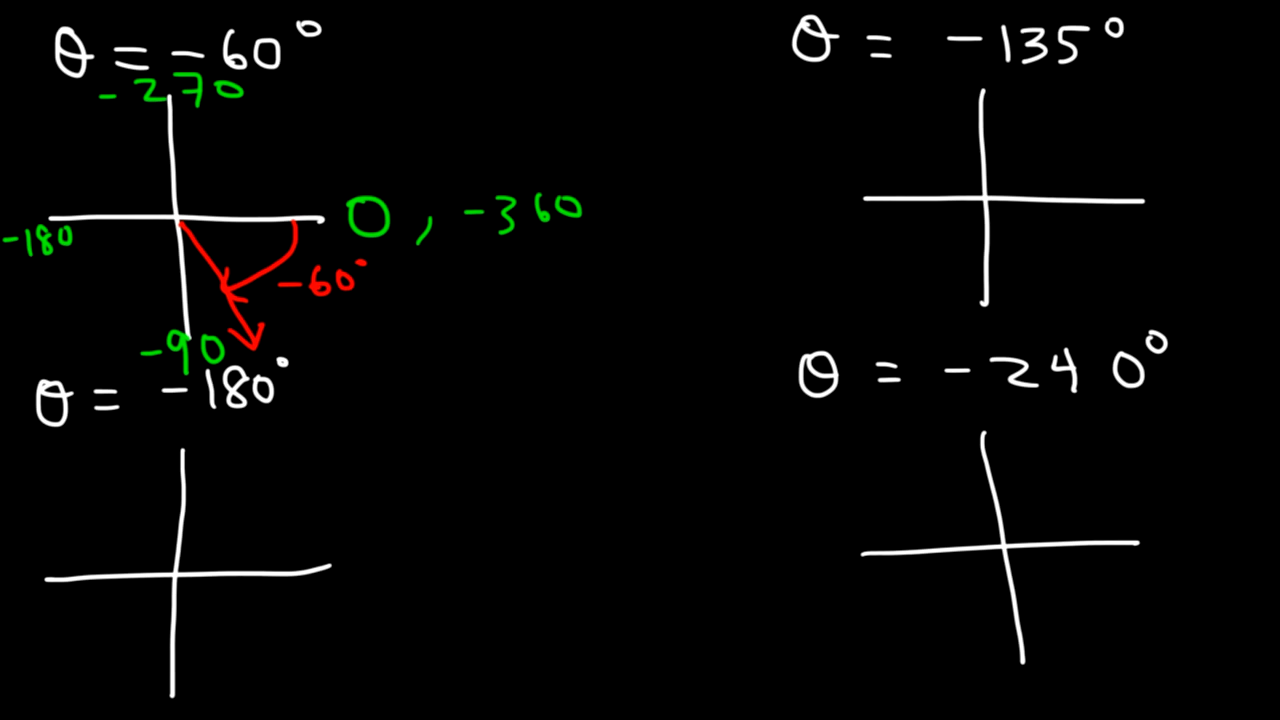 θ = -60°
-270
0, -360
-180
-60°
-90
θ = -180°
θ = -135°
θ = -240°